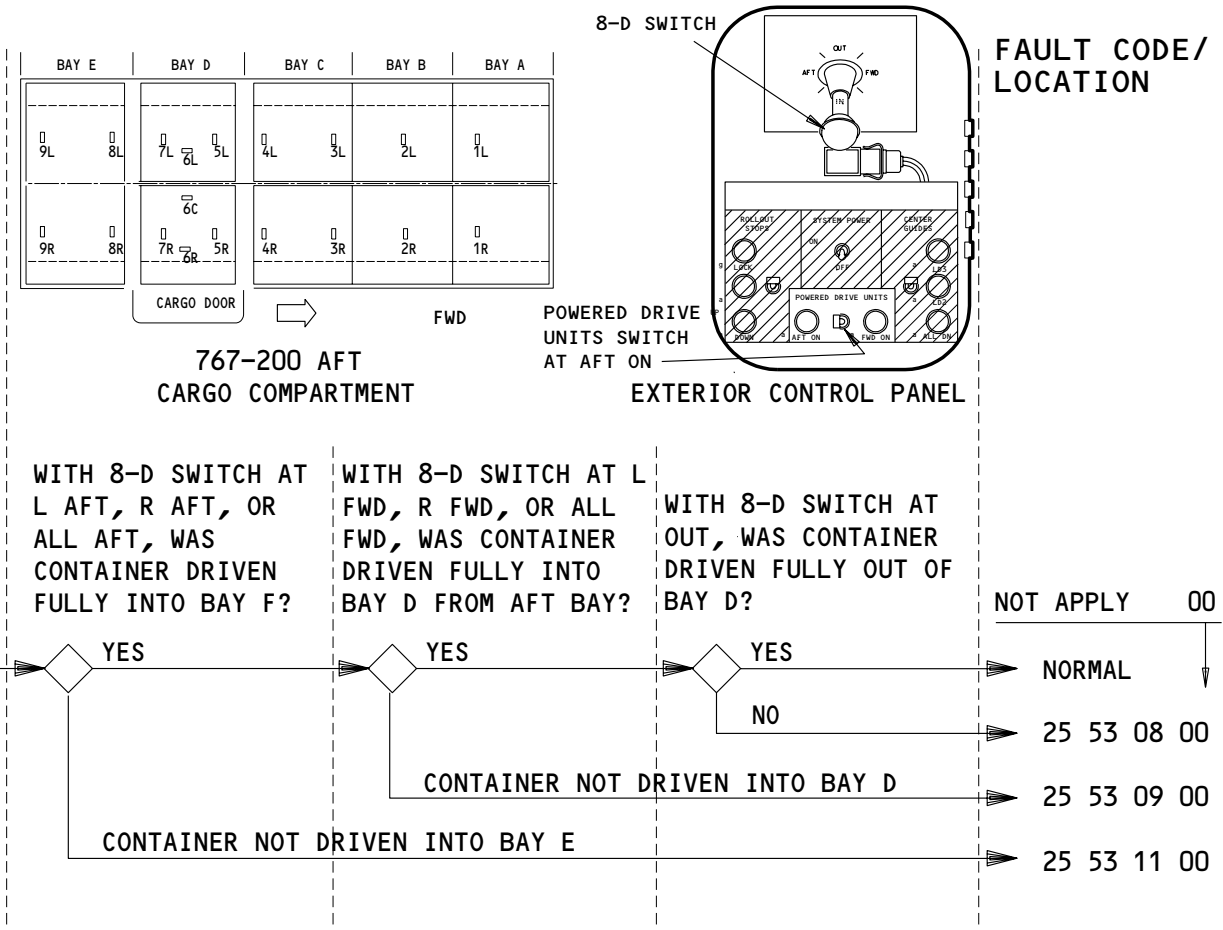 8-D SWITCH
FAULT CODE/
LOCATION
BAY E BAY D BAY C BAY B BAY A
OUT
AFT FWD
IN
9L 8L 7L 6L 5L 4L 3L 2L 1L
6C
9R 8R 7R 6R 5R 4R 3R 2R 1R
CARGO DOOR
FWD
767-200 AFT
CARGO COMPARTMENT
ROLLOUT
STOPS
SYSTEM POWER
CENTER
GUIDES
ON
OFF
g
LOCK
a
LD3
a
UP
a
LD2
DOWN
a
ALL DN
POWERED DRIVE UNITS
a
AFT ON
FWD ON
POWERED DRIVE
UNITS SWITCH
AT AFT ON
EXTERIOR CONTROL PANEL
WITH 8-D SWITCH AT
L AFT, R AFT, OR
ALL AFT, WAS
CONTAINER DRIVEN
FULLY INTO BAY F?
WITH 8-D SWITCH AT L
FWD, R FWD, OR ALL
FWD, WAS CONTAINER
DRIVEN FULLY INTO
BAY D FROM AFT BAY?
WITH 8-D SWITCH AT
OUT, WAS CONTAINER
DRIVEN FULLY OUT OF
BAY D?
NOT APPLY 00
YES
YES
YES
NORMAL
NO
25 53 08 00
CONTAINER NOT DRIVEN INTO BAY D
25 53 09 00
CONTAINER NOT DRIVEN INTO BAY E
25 53 11 00